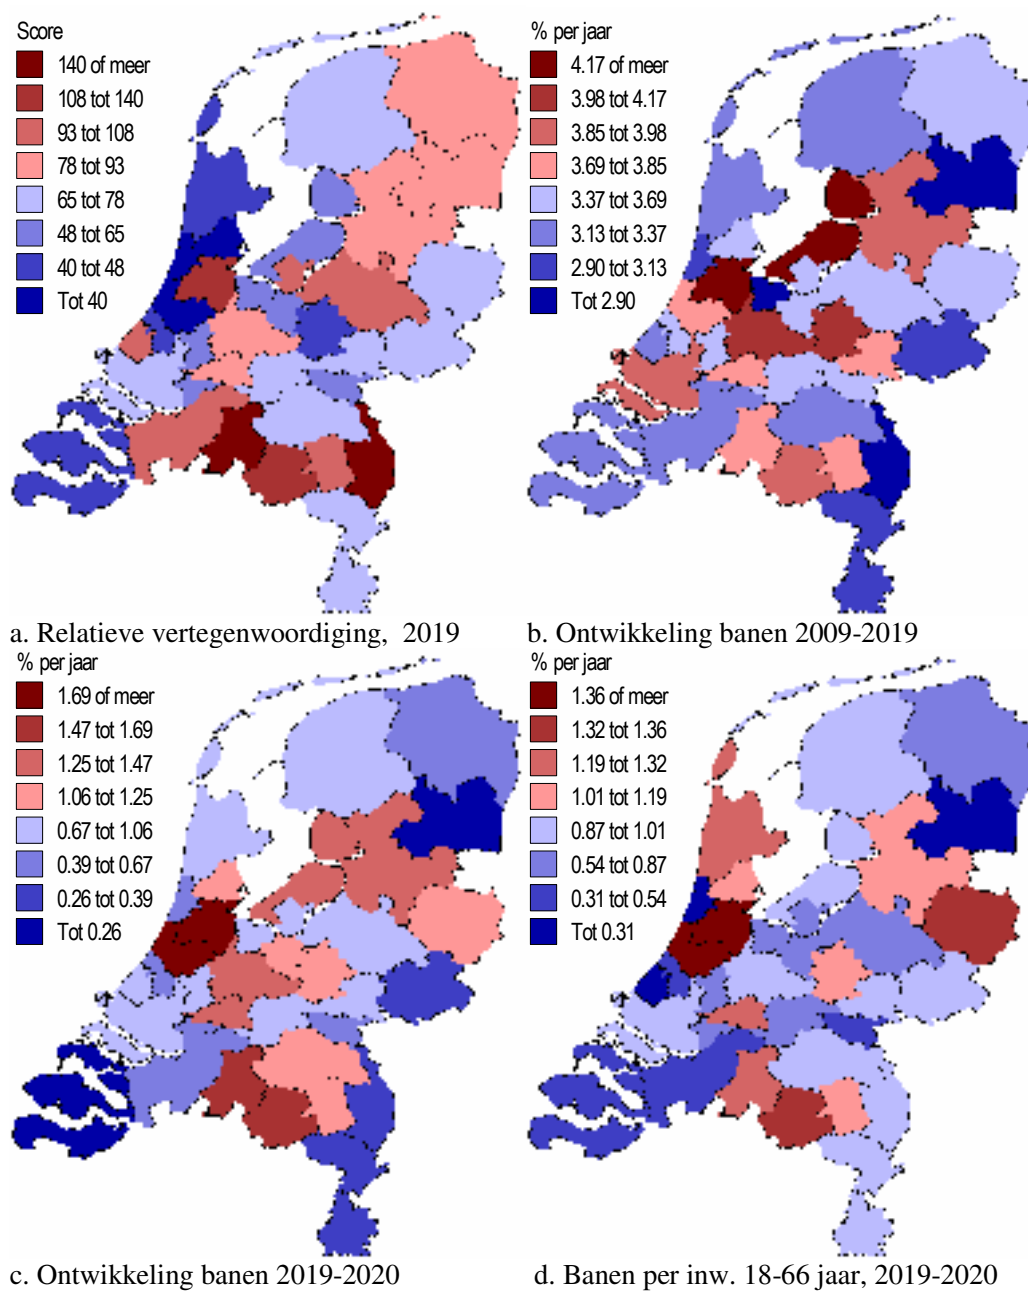 Score
140 of meer
108 tot 140
93 tot 108
78 tot 93
65 tot 78
48 tot 65
40 tot 48
Tot 40
a. Relatieve vertegenwoordiging, 2019
% per jaar
4.17 of meer
3.98 tot 4.17
3.85 tot 3.98
3.69 tot 3.85
3.37 tot 3.69
3.13 tot 3.37
2.90 tot 3.13
Tot 2.90
b. Ontwikkeling banen 2009-2019
% per jaar
1.69 of meer
1.47 tot 1.69
1.25 tot 1.47
1.06 tot 1.25
0.67 tot 1.06
0.39 tot 0.67
0.26 tot 0.39
Tot 0.26
c. Ontwikkeling banen 2019-2020
% per jaar
1.36 of meer
1.32 tot 1.36
1.19 tot 1.32
1.01 tot 1.19
0.87 tot 1.01
0.54 tot 0.87
0.31 tot 0.54
Tot 0.31
d. Banen per inw. 18-66 jaar, 2019-2020